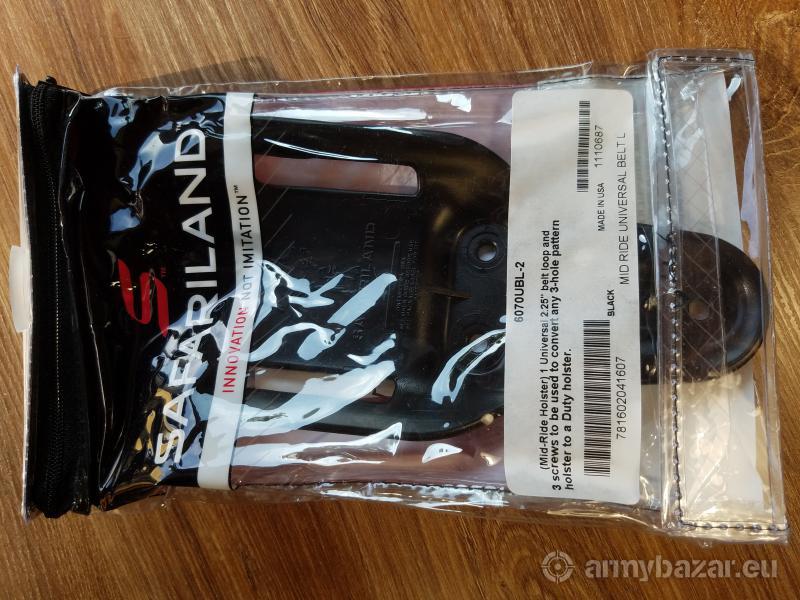 SAFARILAND™
INNOVATION NOT IMITATION™
SAFARILAND
6070UBL-2
(Mid-Ride Holster) 1 Universal 2.25" belt loop and
3 screws to be used to convert any 3-hole pattern
holster to a Duty holster.
781602041607
BLACK
MADE IN USA
1110687
MID RIDE UNIVERSAL BELT L
armybazar.eu